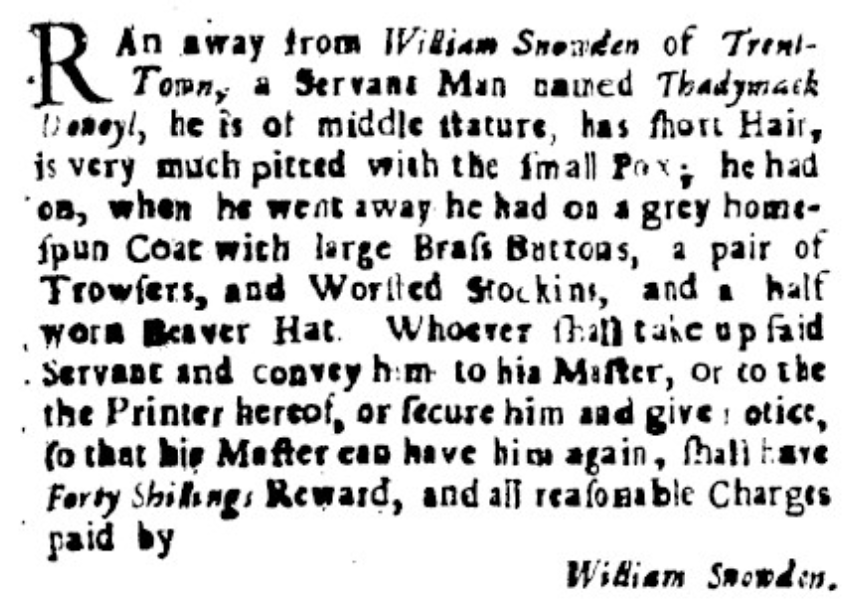 RAn away from William Snowden of Trent-
Town, a Servant Man named Thadymack
Doneyl, he is of middle ſtature, has ſhort Hair,
is very much pitted with the ſmall Pox; he had
on, when he went away he had on a grey home-
ſpun Coat with large Braſs Buttons, a pair of
Trowſers, and Worſted Stockins, and a half
worn Beaver Hat. Whoever ſhall take up ſaid
Servant and convey him to his Maſter, or to the
the Printer hereof, or ſecure him and give notice,
ſo that his Maſter can have him again, ſhall have
Forty Shillings Reward, and all reaſonable Charges
paid by
William Snowden.